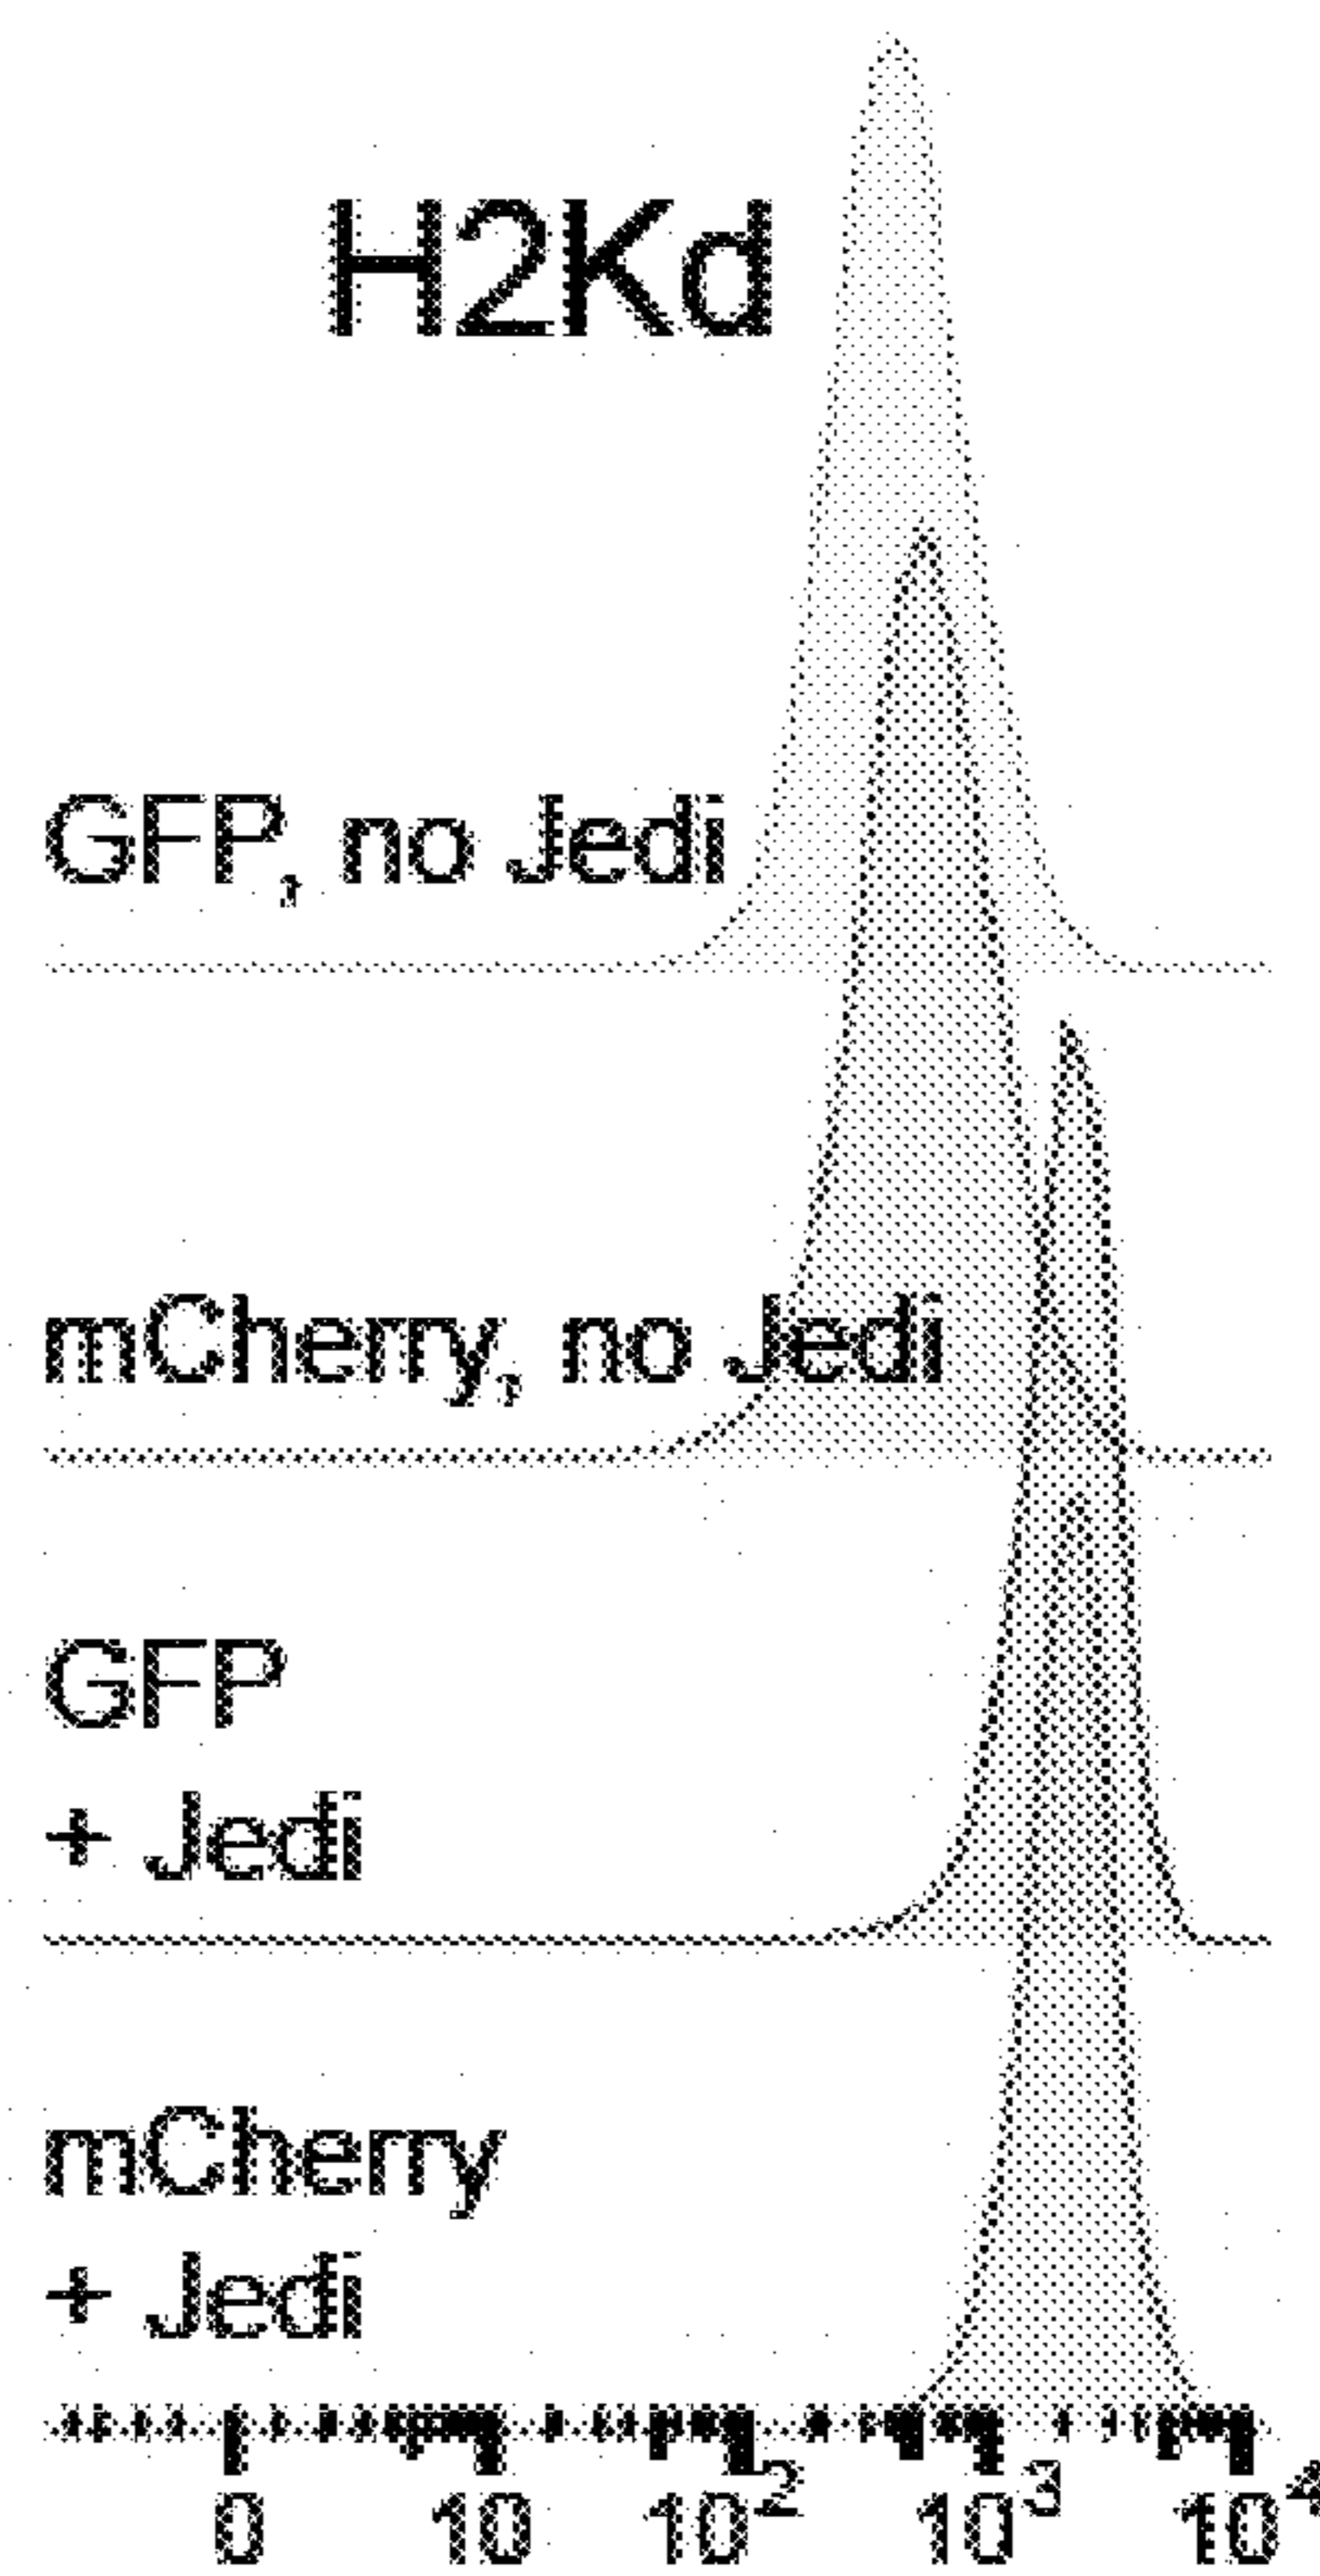 H2Kd
GFP, no Jedi
mCherry, no Jedi
GFP
+ Jedi
mCherry
+ Jedi
0 10 10² 10³ 10⁴